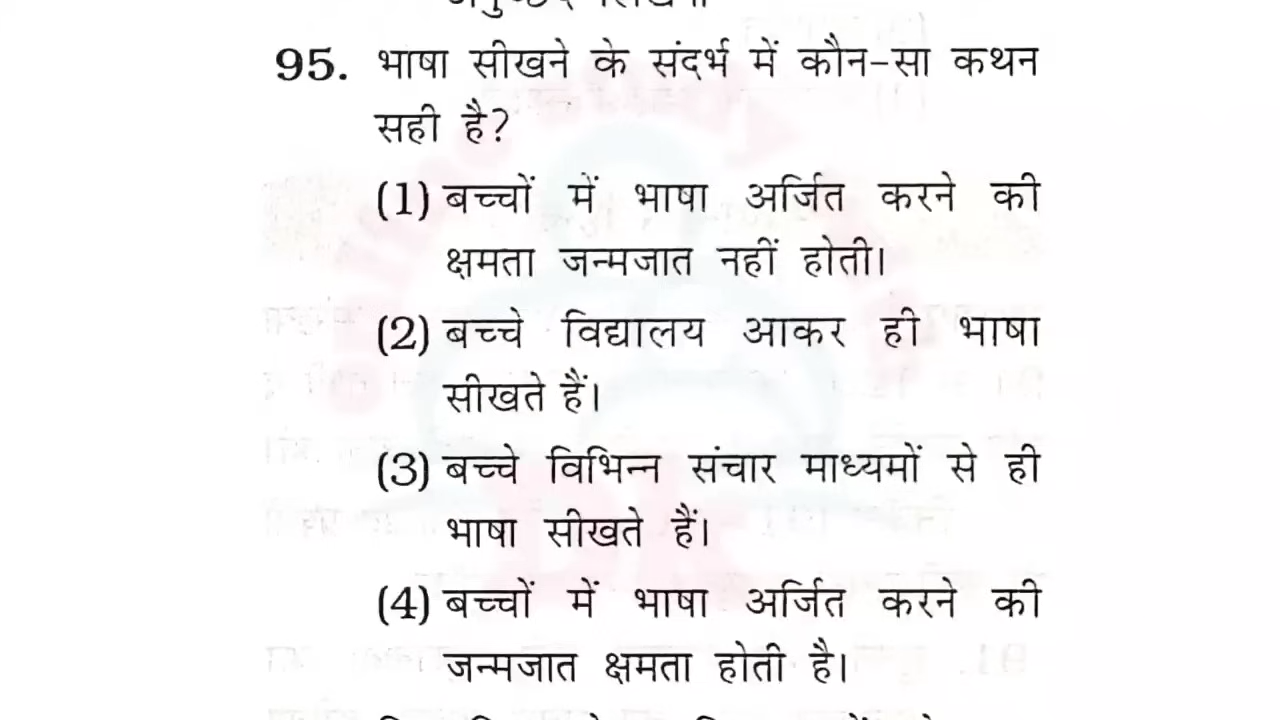 95. भाषा सीखने के संदर्भ में कौन-सा कथन
सही है?
(1) बच्चों में भाषा अर्जित करने की
क्षमता जन्मजात नहीं होती।
(2) बच्चे विद्यालय आकर ही भाषा
सीखते हैं।
(3) बच्चे विभिन्न संचार माध्यमों से ही
भाषा सीखते हैं।
(4) बच्चों में भाषा अर्जित करने की
जन्मजात क्षमता होती है।